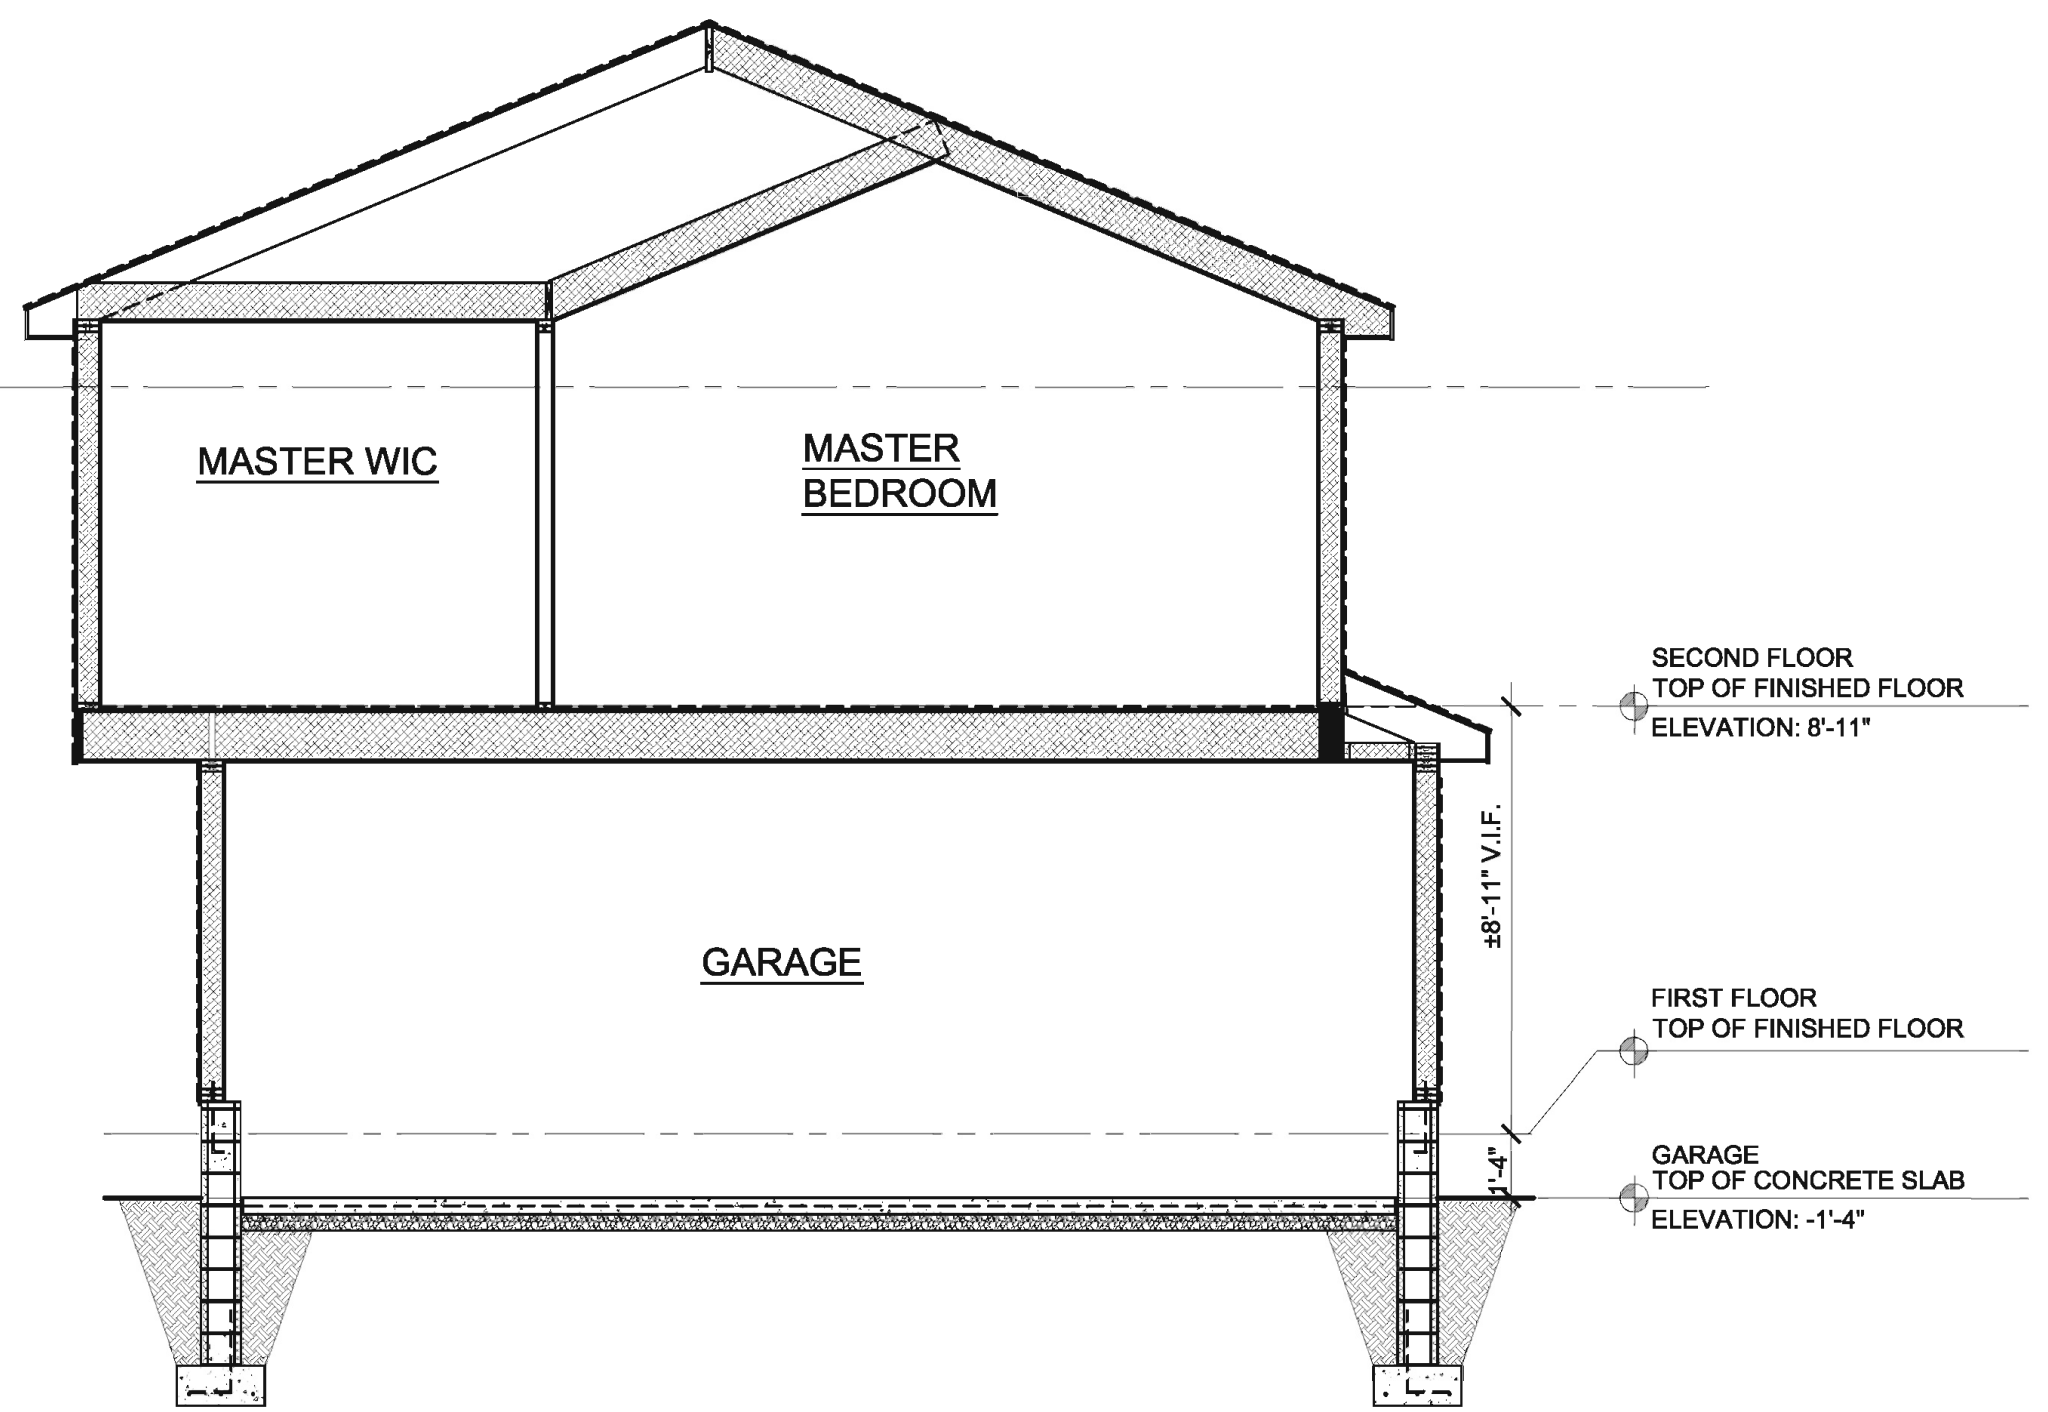 MASTER WIC
MASTER
BEDROOM
SECOND FLOOR
TOP OF FINISHED FLOOR
ELEVATION: 8'-11"
±8'-11" V.I.F.
GARAGE
FIRST FLOOR
TOP OF FINISHED FLOOR
1'-4"
GARAGE
TOP OF CONCRETE SLAB
ELEVATION: -1'-4"